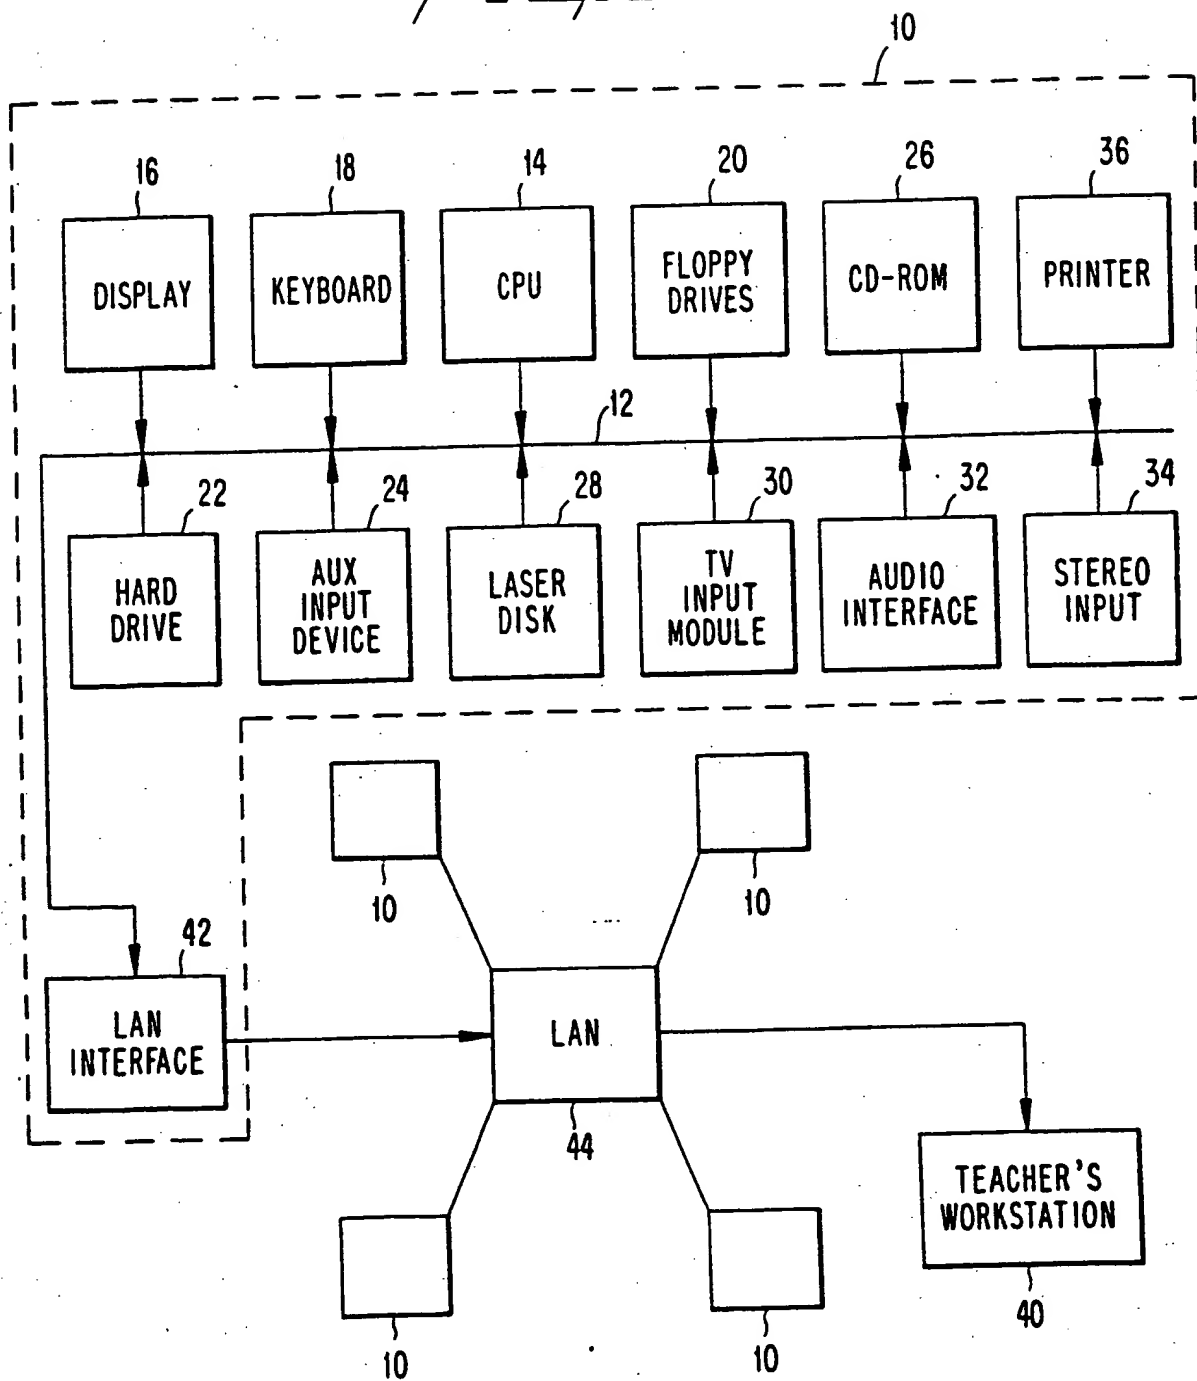 10
16
18
14
20
26
36
DISPLAY
KEYBOARD
CPU
FLOPPY
DRIVES
CD-ROM
PRINTER
12
22
24
28
30
32
34
HARD
DRIVE
AUX
INPUT
DEVICE
LASER
DISK
TV
INPUT
MODULE
AUDIO
INTERFACE
STEREO
INPUT
10
10
42
LAN
INTERFACE
LAN
44
TEACHER'S
WORKSTATION
40
10
10